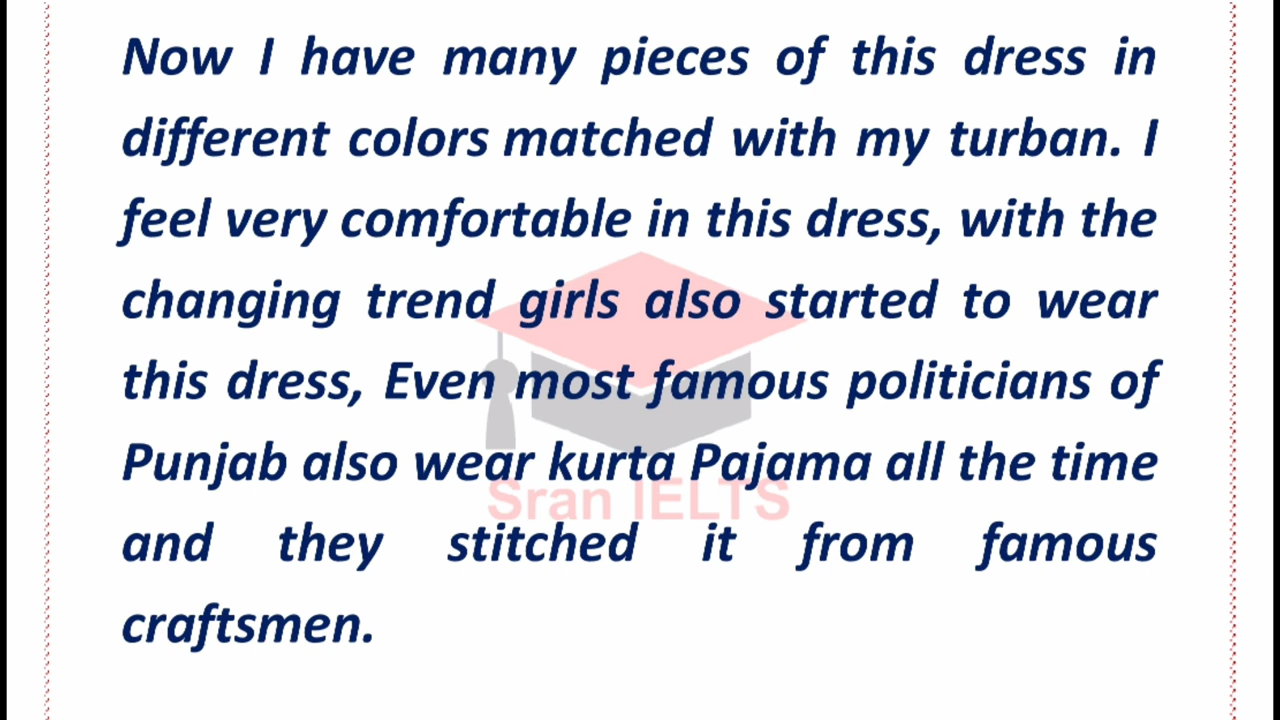 Now I have many pieces of this dress in
different colors matched with my turban. I
feel very comfortable in this dress, with the
changing trend girls also started to wear
this dress, Even most famous politicians of
Punjab also wear kurta Pajama all the time
Sran IELTS
and they stitched it from famous
craftsmen.